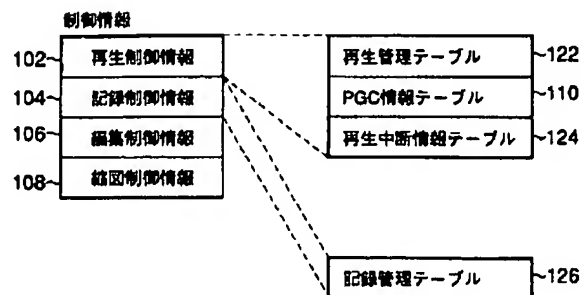 制御情報
102 再生制御情報
104 記録制御情報
106 編集制御情報
108 縮図制御情報
再生管理テーブル 122
PGC情報テーブル 110
再生中断情報テーブル 124
記録管理テーブル 126